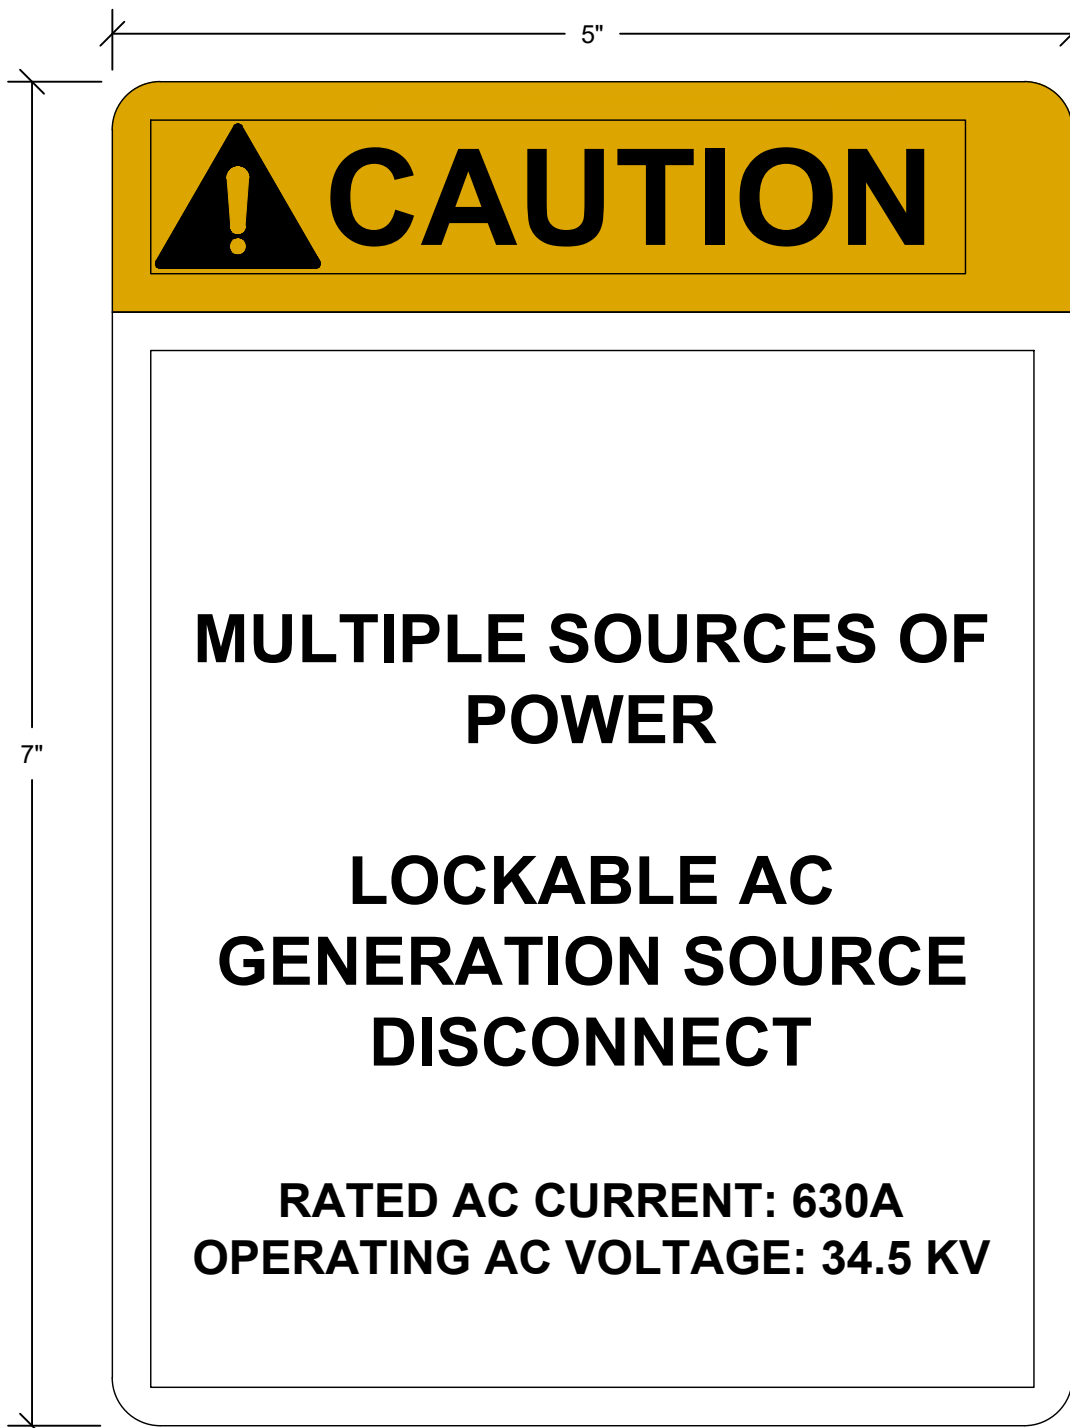 5"
CAUTION
7"
MULTIPLE SOURCES OF
POWER
LOCKABLE AC
GENERATION SOURCE
DISCONNECT
RATED AC CURRENT: 630A
OPERATING AC VOLTAGE: 34.5 KV